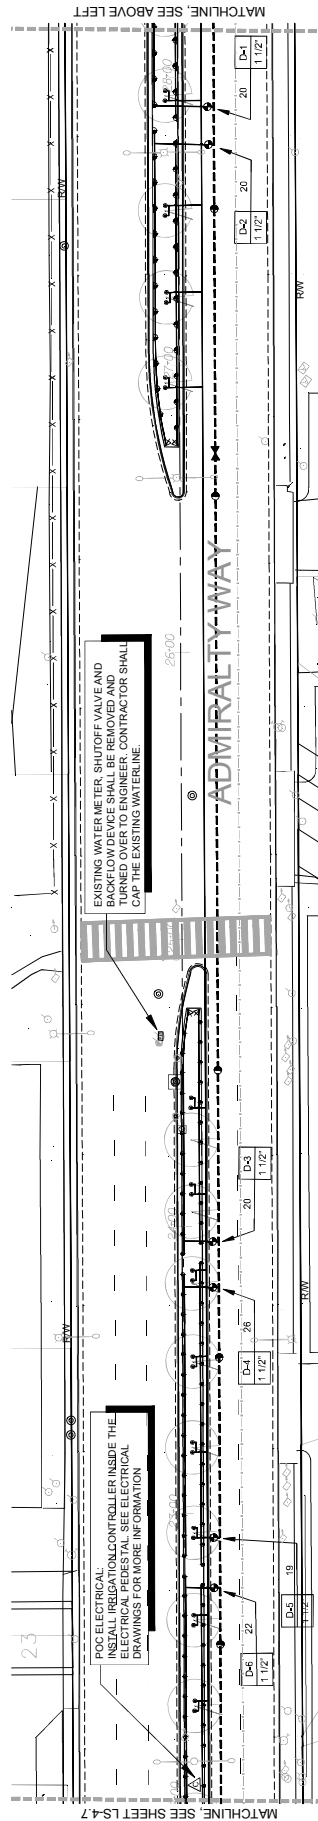 MATCHLINE, SEE ABOVE LEFT
D-1
1 1/2"
20
20
D-2
1 1/2"
R/W
R/W
26+00
ADMIRALTY WAY
EXISTING WATER METER, SHUTOFF VALVE AND
BACKFLOW DEVICE SHALL BE REMOVED AND
TURNED OVER TO ENGINEER. CONTRACTOR SHALL
CAP THE EXISTING WATERLINE.
D-3
1 1/2"
20
26
D-4
1 1/2"
R/W
R/W
POC ELECTRICAL:
INSTALL IRRIGATION CONTROLLER INSIDE THE
ELECTRICAL PEDESTAL. SEE ELECTRICAL
DRAWINGS FOR MORE INFORMATION
19
D-5
1 1/2"
22
D-6
1 1/2"
23
MATCHLINE, SEE SHEET LS-4.7